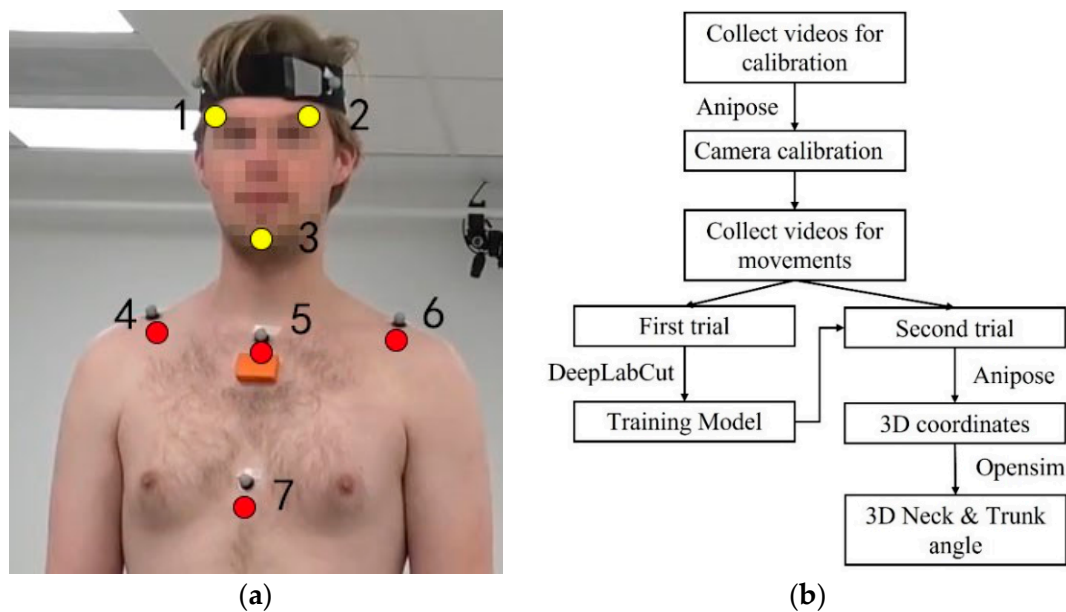 1
2
3
4
5
6
7
(a)
Collect videos for
calibration
Anipose
Camera calibration
Collect videos for
movements
First trial
Second trial
DeepLabCut
Anipose
Training Model
3D coordinates
Opensim
3D Neck & Trunk
angle
(b)